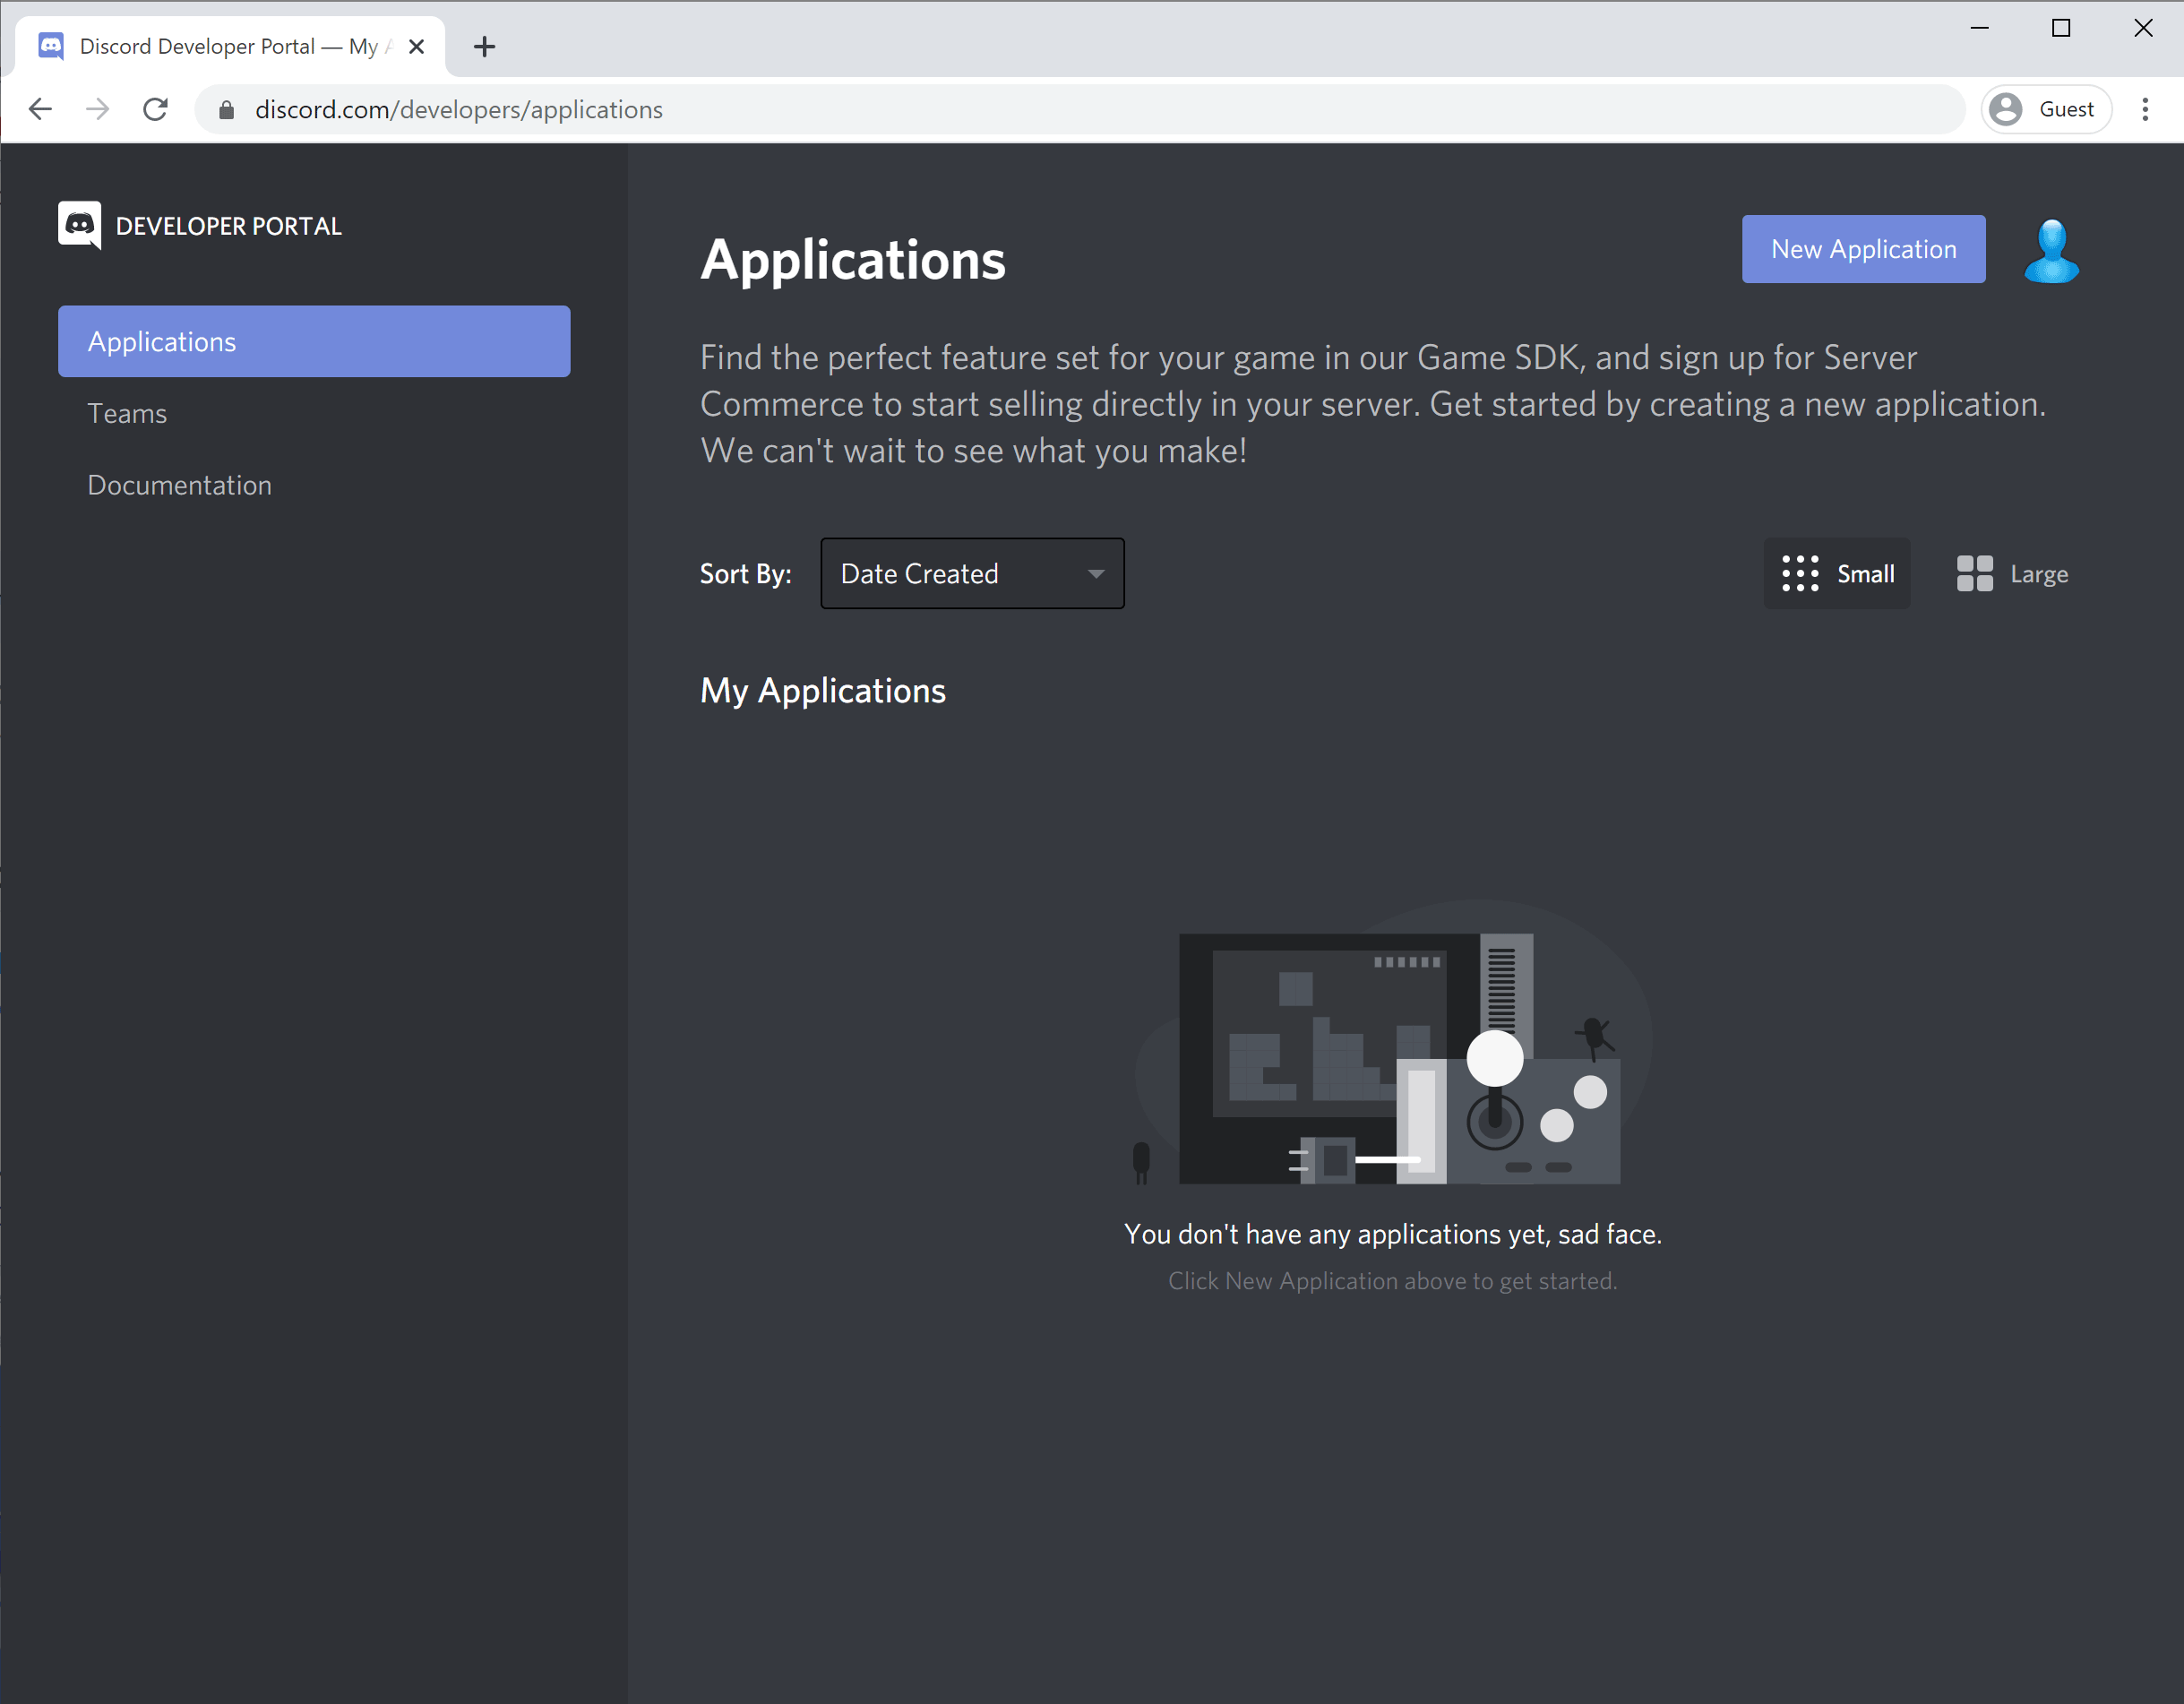 Discord Developer Portal — My A
discord.com/developers/applications
Guest
DEVELOPER PORTAL
Applications
Teams
Documentation
Applications
New Application
Find the perfect feature set for your game in our Game SDK, and sign up for Server
Commerce to start selling directly in your server. Get started by creating a new application.
We can't wait to see what you make!
Sort By:
Date Created
Small
Large
My Applications
You don't have any applications yet, sad face.
Click New Application above to get started.